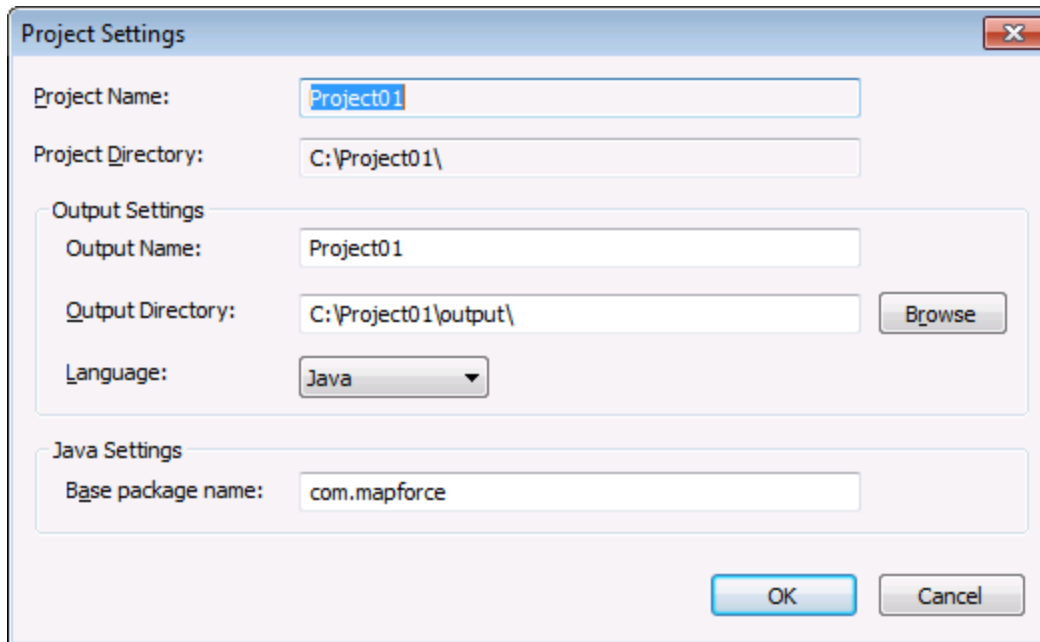 Project Settings
Project Name: Project01
Project Directory: C:\Project01\
Output Settings
Output Name: Project01
Output Directory: C:\Project01\output\ Browse
Language: Java
Java Settings
Base package name: com.mapforce
OK Cancel